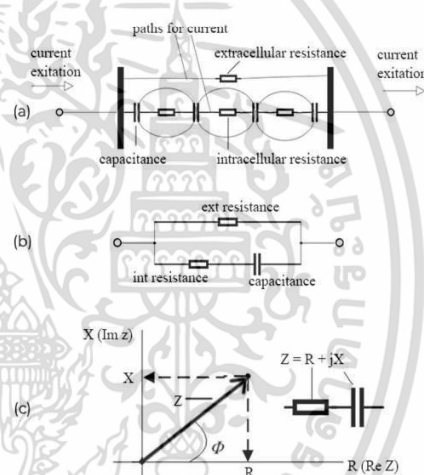 paths for current
extracellular resistance
current
exitation
current
exitation
(a)
capacitance
intracellular resistance
ext resistance
(b)
int resistance
capacitance
X (Im z)
Z = R + jX
X
Z
(c)
Φ
R
R (Re Z)